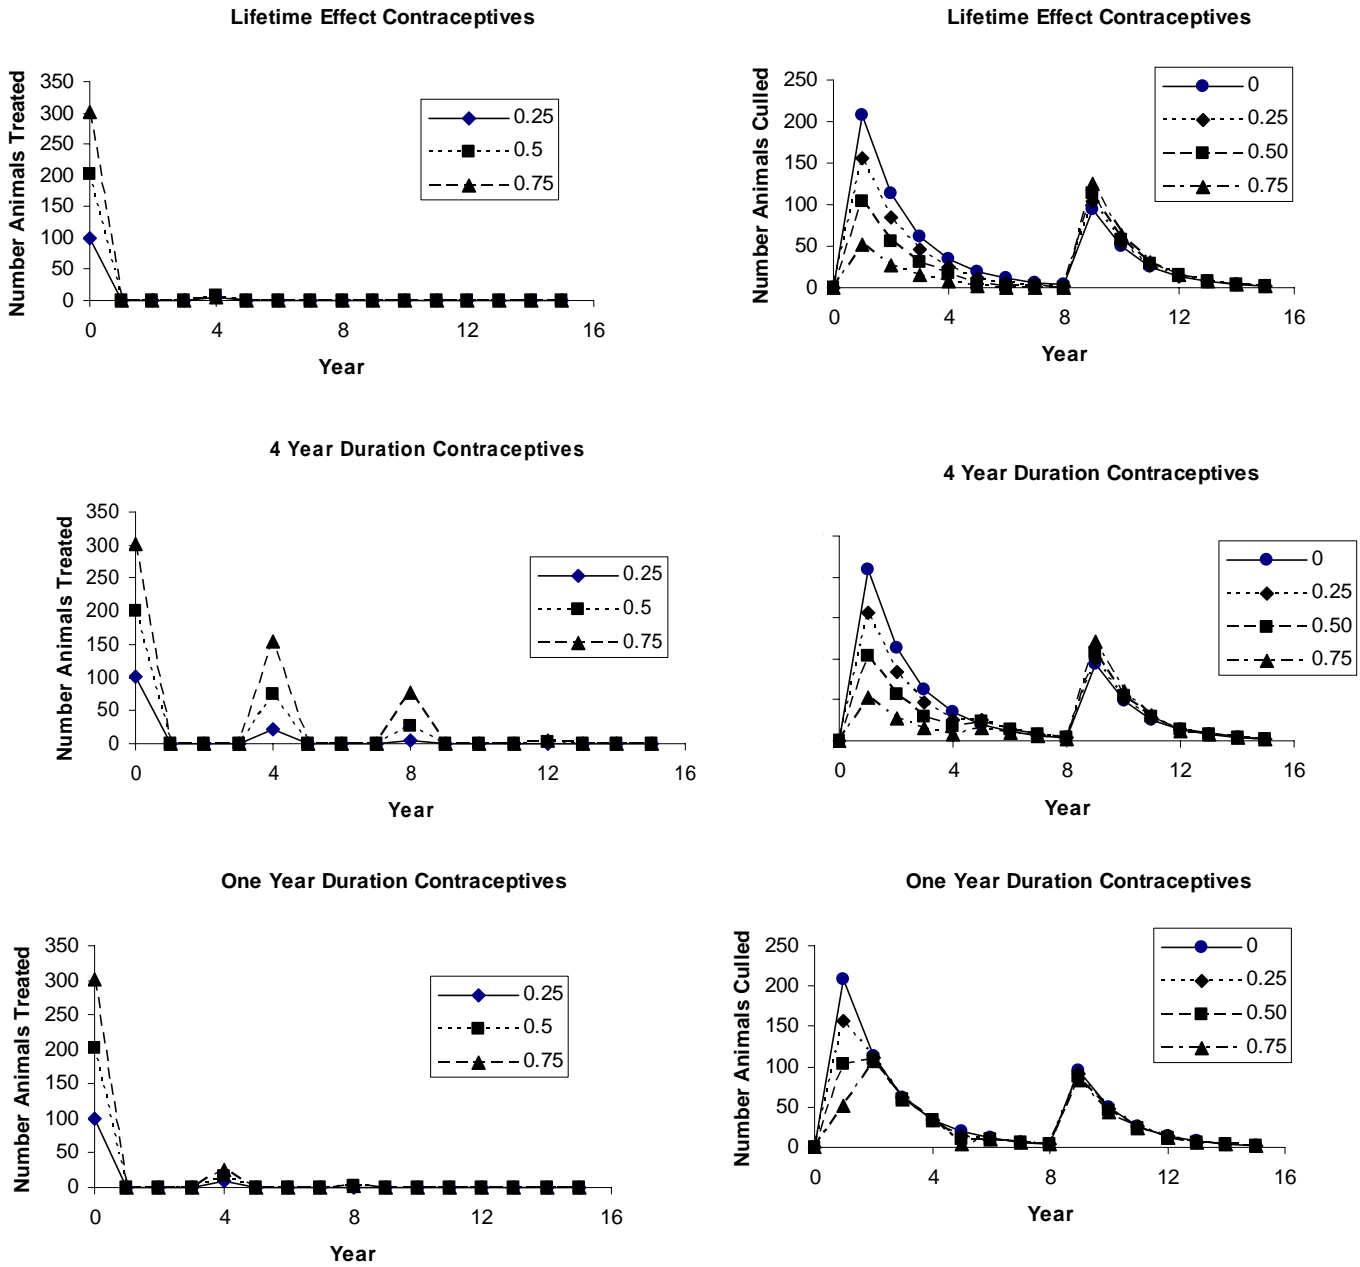 Lifetime Effect Contraceptives
Number Animals Treated
350
300
250
200
150
100
50
0
0 4 8 12 16
Year
0.25
0.5
0.75
Lifetime Effect Contraceptives
Number Animals Culled
250
200
150
100
50
0
0 4 8 12 16
Year
0
0.25
0.50
0.75
4 Year Duration Contraceptives
Number Animals Treated
350
300
250
200
150
100
50
0
0 4 8 12 16
Year
0.25
0.5
0.75
4 Year Duration Contraceptives
0 4 8 12 16
Year
0
0.25
0.50
0.75
One Year Duration Contraceptives
Number Animals Treated
350
300
250
200
150
100
50
0
0 4 8 12 16
Year
0.25
0.5
0.75
One Year Duration Contraceptives
Number Animals Culled
250
200
150
100
50
0
0 4 8 12 16
Year
0
0.25
0.50
0.75